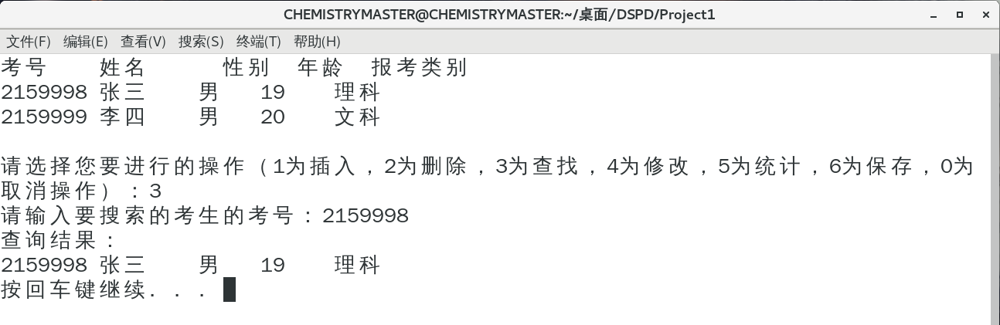 CHEMISTRYMASTER@CHEMISTRYMASTER:~/桌面/DSPD/Project1
文件(F) 编辑(E) 查看(V) 搜索(S) 终端(T) 帮助(H)
考号 姓名 性别 年龄 报考类别
2159998 张三 男 19 理科
2159999 李四 男 20 文科
请选择您要进行的操作（1为插入，2为删除，3为查找，4为修改，5为统计，6为保存，0为
取消操作）：3
请输入要搜索的考生的考号：2159998
查询结果：
2159998 张三 男 19 理科
按回车键继续. . .